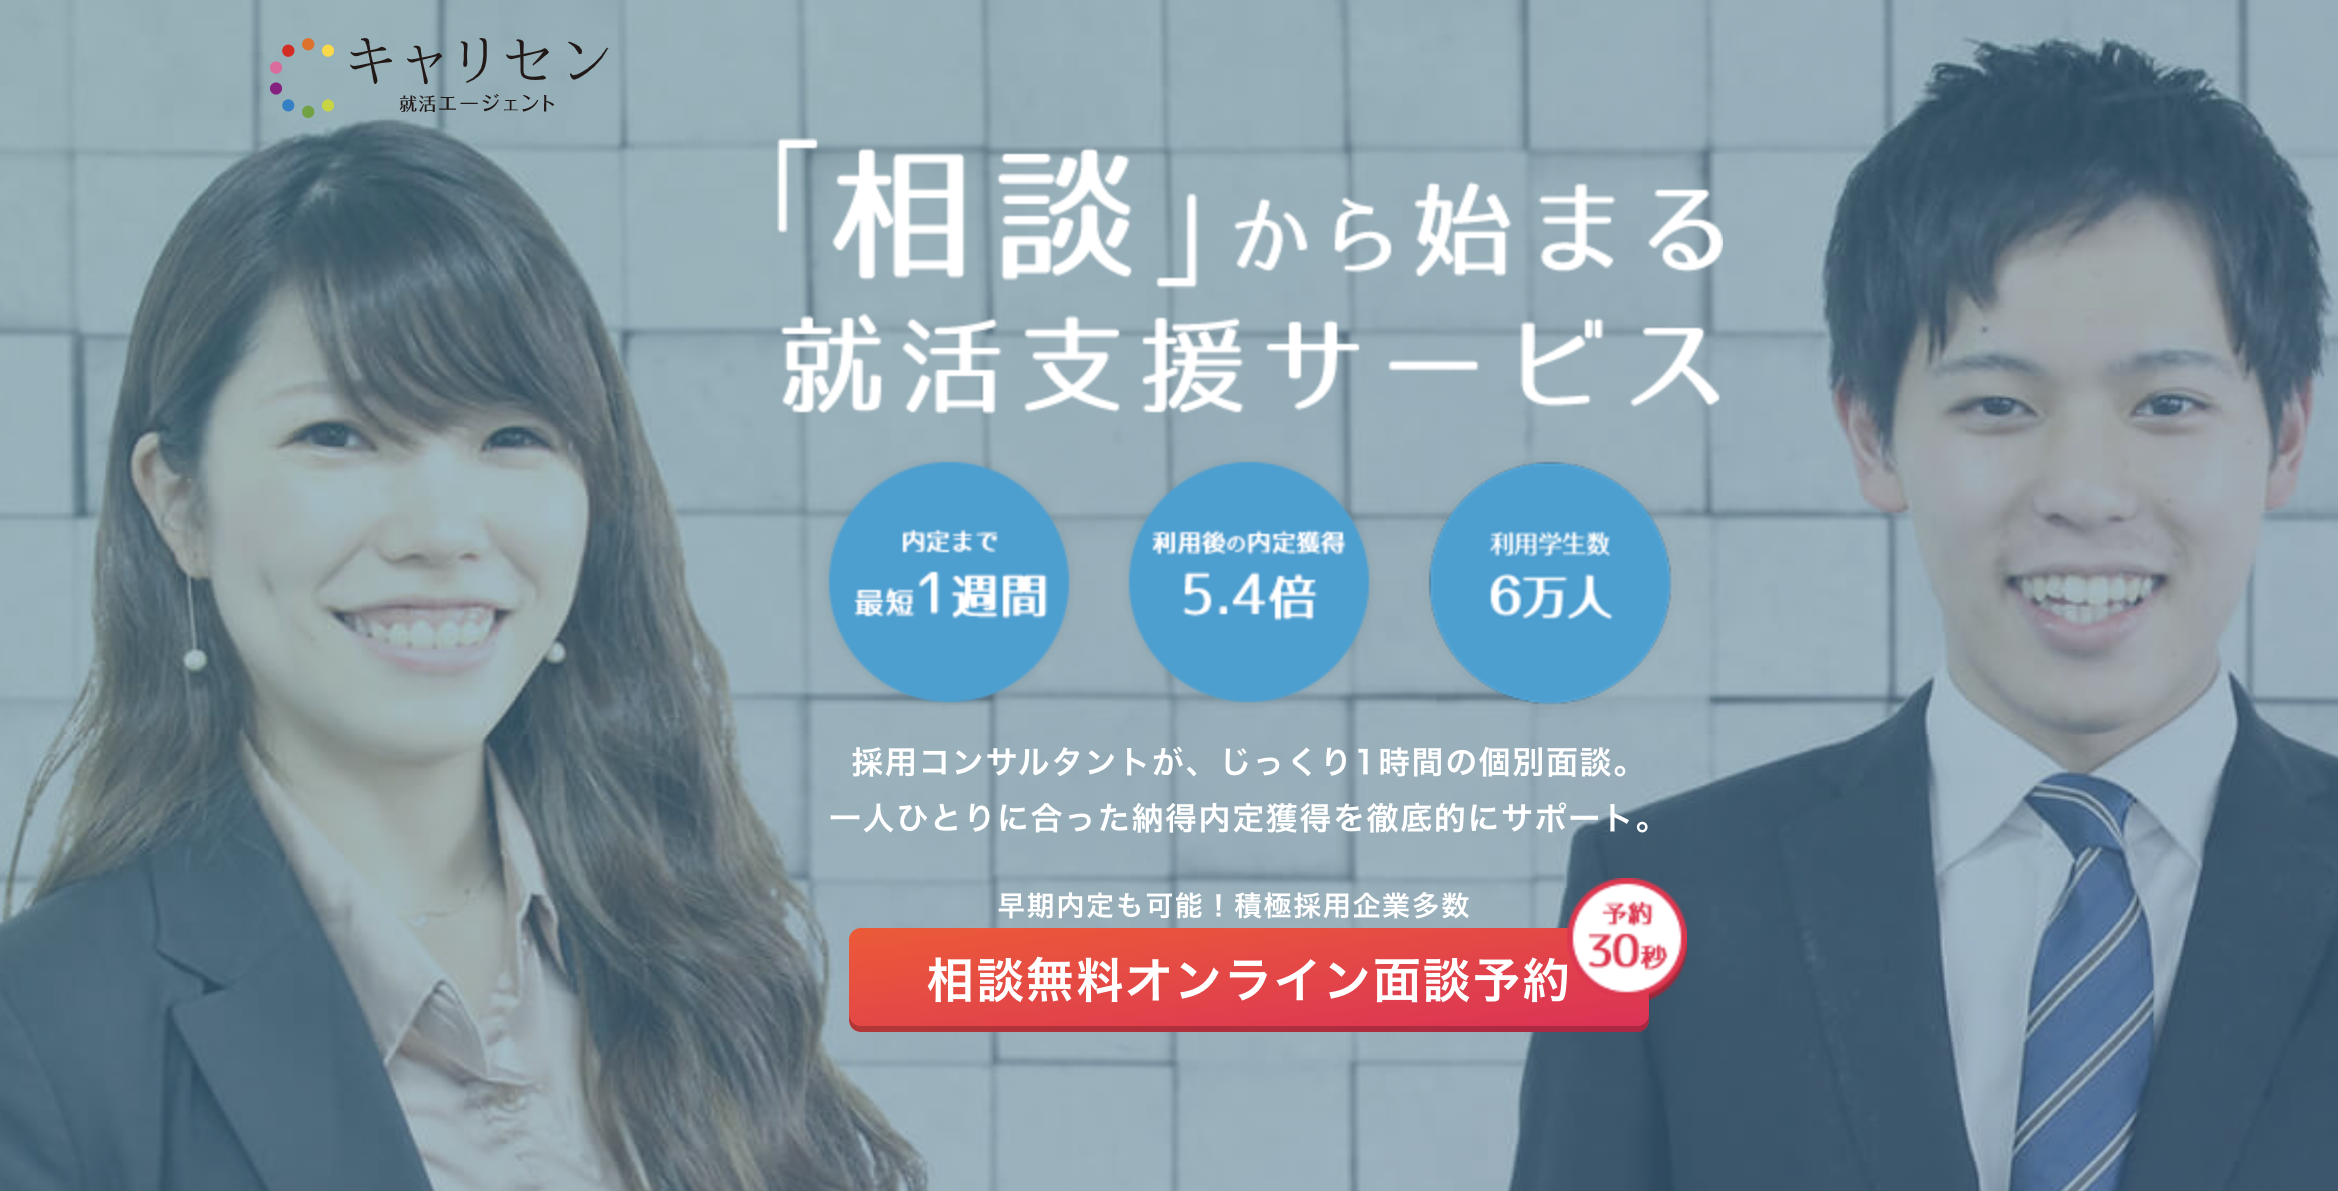 キャリセン
就活エージェント
「相談」から始まる
就活支援サービス
内定まで
最短1週間
利用後の内定獲得
5.4倍
利用学生数
6万人
採用コンサルタントが、じっくり1時間の個別面談。
一人ひとりに合った納得内定獲得を徹底的にサポート。
早期内定も可能！積極採用企業多数
相談無料オンライン面談予約
予約
30秒